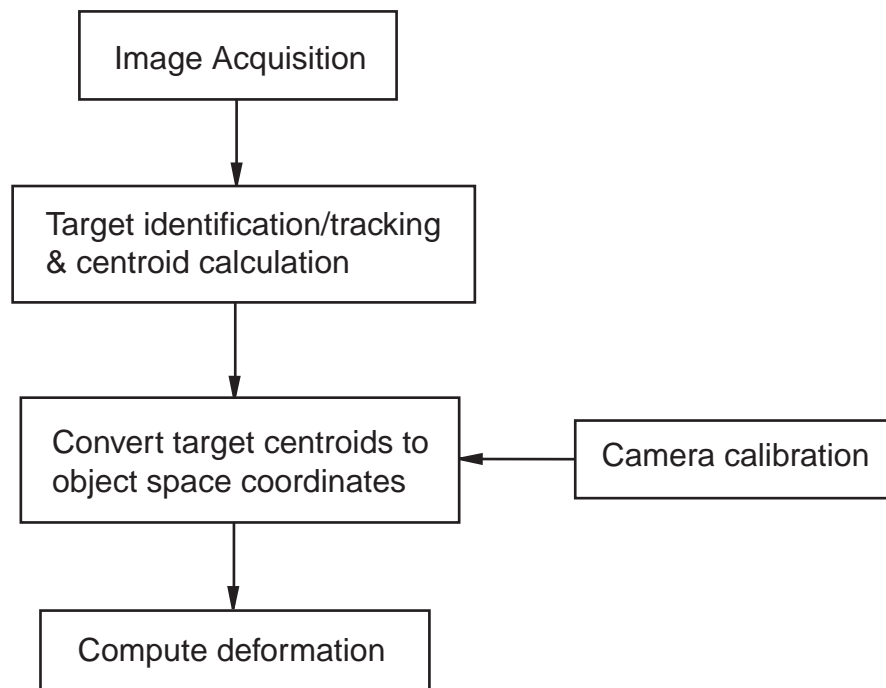 Image Acquisition
Target identification/tracking
& centroid calculation
Convert target centroids to
object space coordinates
Camera calibration
Compute deformation